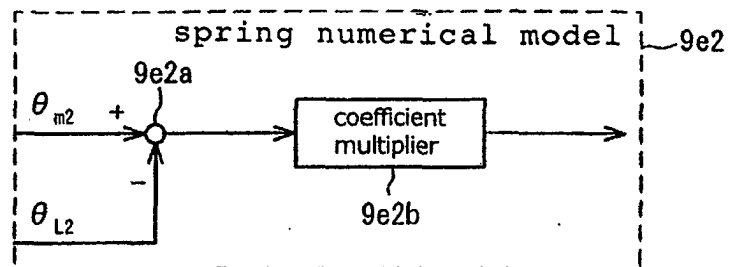 spring numerical model
9e2
9e2a
θm2
+
coefficient
multiplier
−
θL2
9e2b